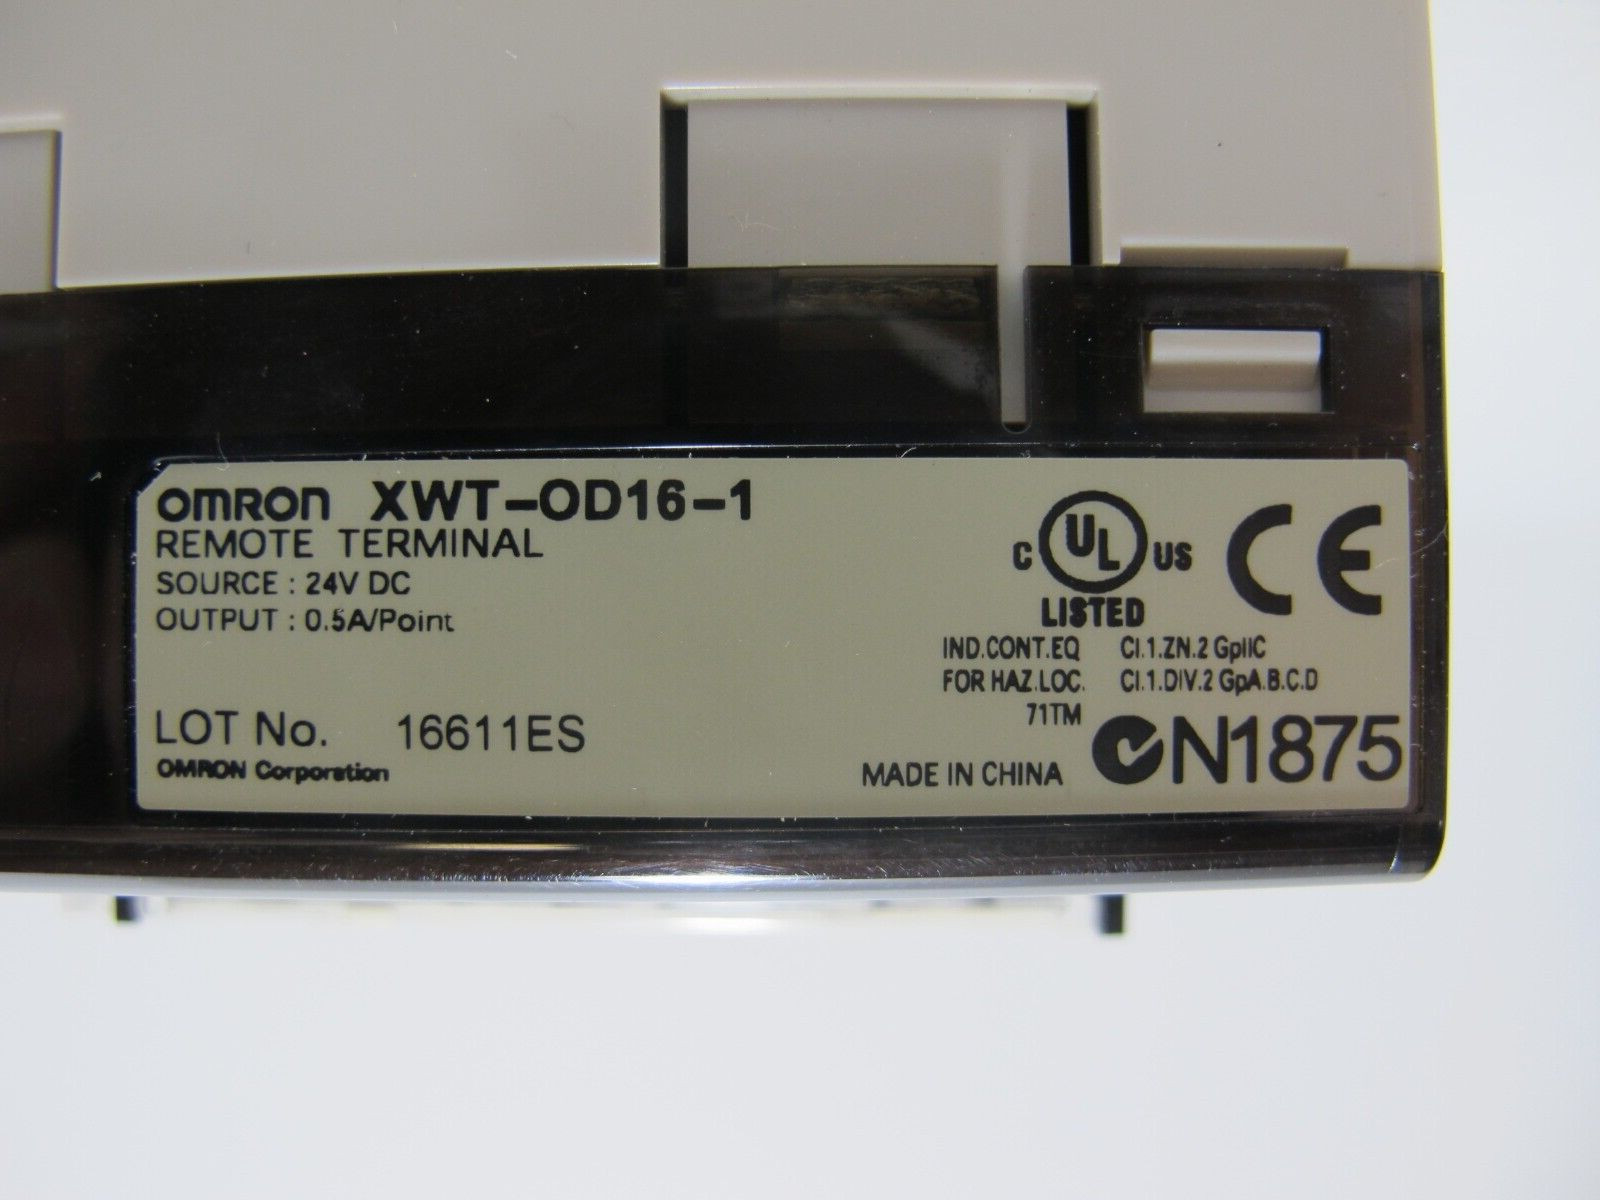 OMRON XWT-OD16-1
REMOTE TERMINAL
SOURCE : 24V DC
OUTPUT : 0.5A/Point
LOT No. 16611ES
OMRON Corporation
C UL US
LISTED
CE
IND.CONT.EQ CI.1.ZN.2 GpIIC
FOR HAZ.LOC. CI.1.DIV.2 GpA.B.C.D
71TM
N1875
MADE IN CHINA